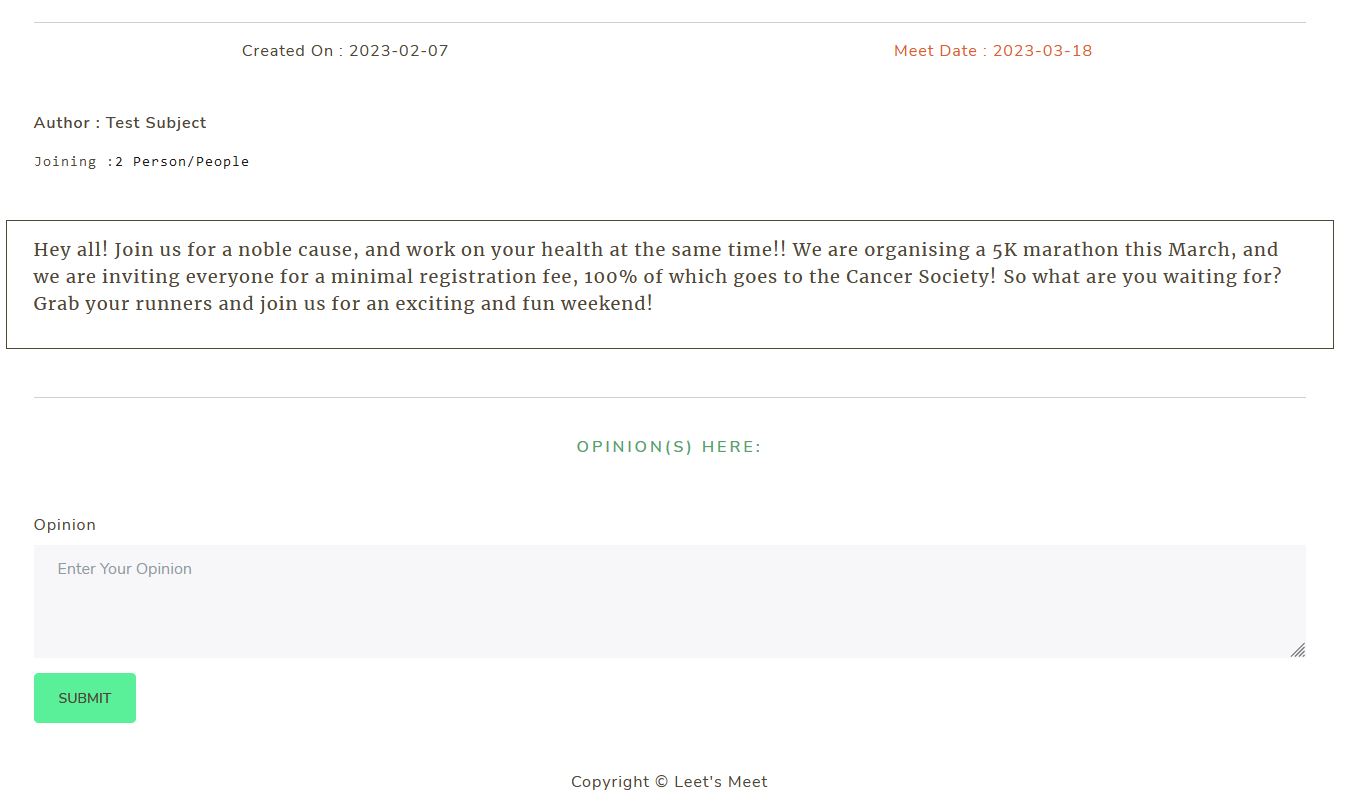 Created On : 2023-02-07
Meet Date : 2023-03-18
Author : Test Subject
Joining :2 Person/People
Hey all! Join us for a noble cause, and work on your health at the same time!! We are organising a 5K marathon this March, and
we are inviting everyone for a minimal registration fee, 100% of which goes to the Cancer Society! So what are you waiting for?
Grab your runners and join us for an exciting and fun weekend!
OPINION(S) HERE:
Opinion
Enter Your Opinion
SUBMIT
Copyright © Leet's Meet